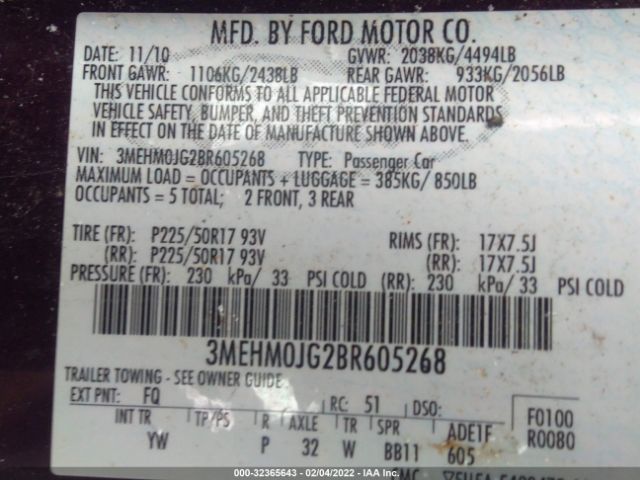 MFD. BY FORD MOTOR CO.
DATE: 11/10 GVWR: 2038KG/4494LB
FRONT GAWR: 1106KG/2438LB REAR GAWR: 933KG/2056LB
THIS VEHICLE CONFORMS TO ALL APPLICABLE FEDERAL MOTOR
VEHICLE SAFETY, BUMPER, AND THEFT PREVENTION STANDARDS
IN EFFECT ON THE DATE OF MANUFACTURE SHOWN ABOVE.
VIN: 3MEHM0JG2BR605268 TYPE: Passenger Car
MAXIMUM LOAD = OCCUPANTS + LUGGAGE = 385KG/ 850LB
OCCUPANTS = 5 TOTAL; 2 FRONT, 3 REAR
TIRE (FR): P225/50R17 93V RIMS (FR): 17X7.5J
(RR): P225/50R17 93V (RR): 17X7.5J
PRESSURE (FR): 230 kPa/ 33 PSI COLD (RR): 230 kPa/ 33 PSI COLD
3MEHM0JG2BR605268
TRAILER TOWING - SEE OWNER GUIDE
EXT PNT: FQ RC: 51 DSO: F0100
INT TR TP/PS R AXLE TR SPR ADE1F R0080
YW P 32 W BB11 605
000-32365643 - 02/04/2022 - IAA Inc.